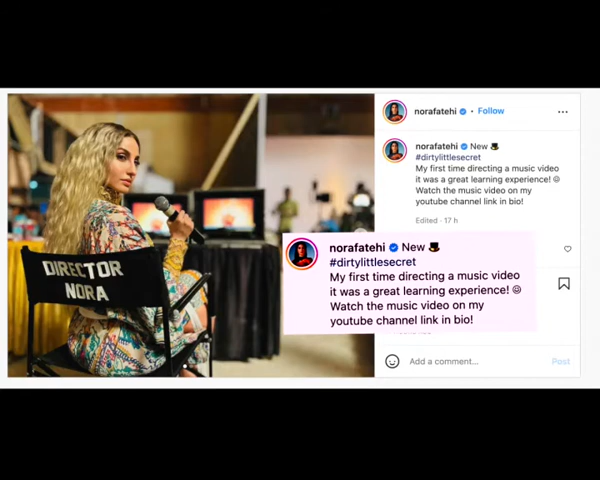 DIRECTOR
NORA
norafatehi • Follow
norafatehi New 🎩
#dirtylittlesecret
My first time directing a music video
it was a great learning experience! ☺
Watch the music video on my
youtube channel link in bio!
Edited · 17 h
norafatehi New 🎩
#dirtylittlesecret
My first time directing a music video
it was a great learning experience! ☺
Watch the music video on my
youtube channel link in bio!
Add a comment...
Post